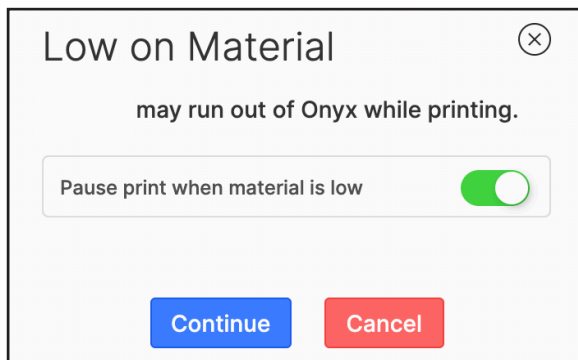 Low on Material
may run out of Onyx while printing.
Pause print when material is low
Continue
Cancel